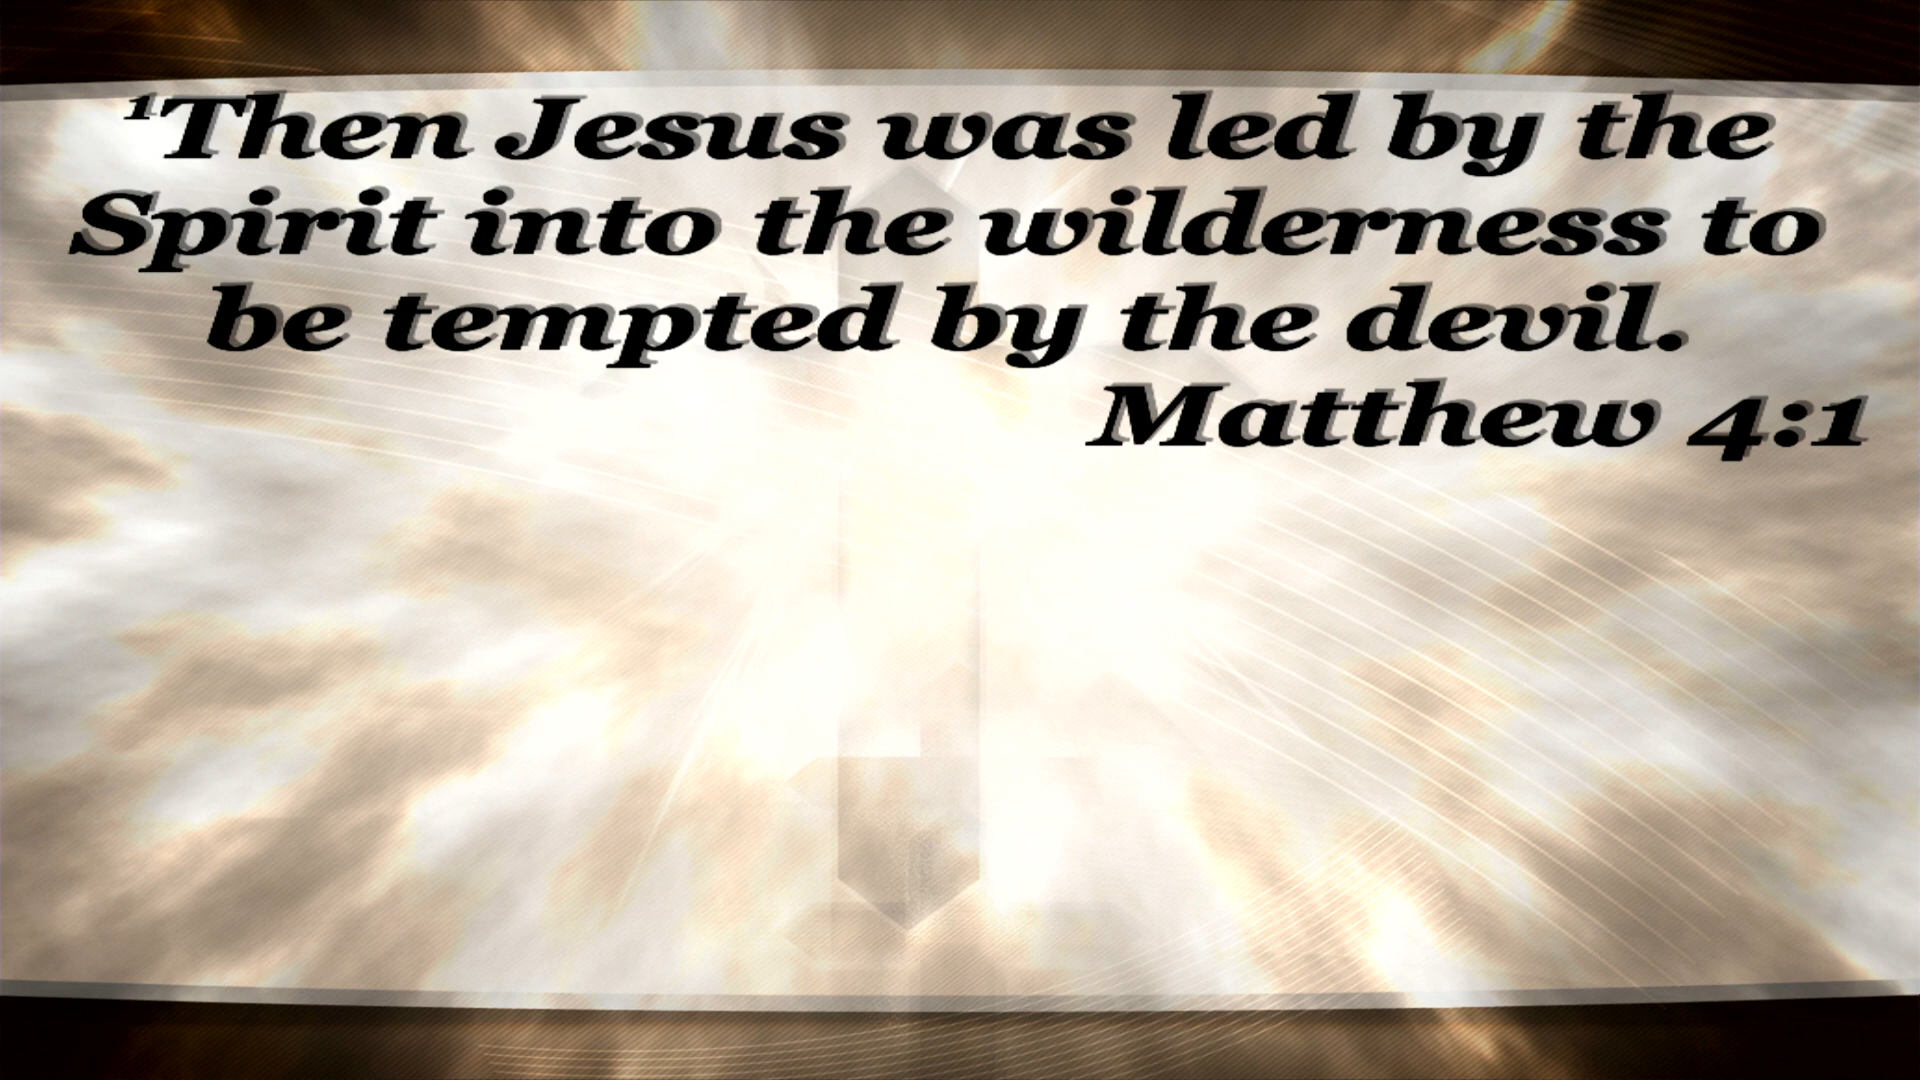 ¹Then Jesus was led by the
Spirit into the wilderness to
be tempted by the devil.
Matthew 4:1